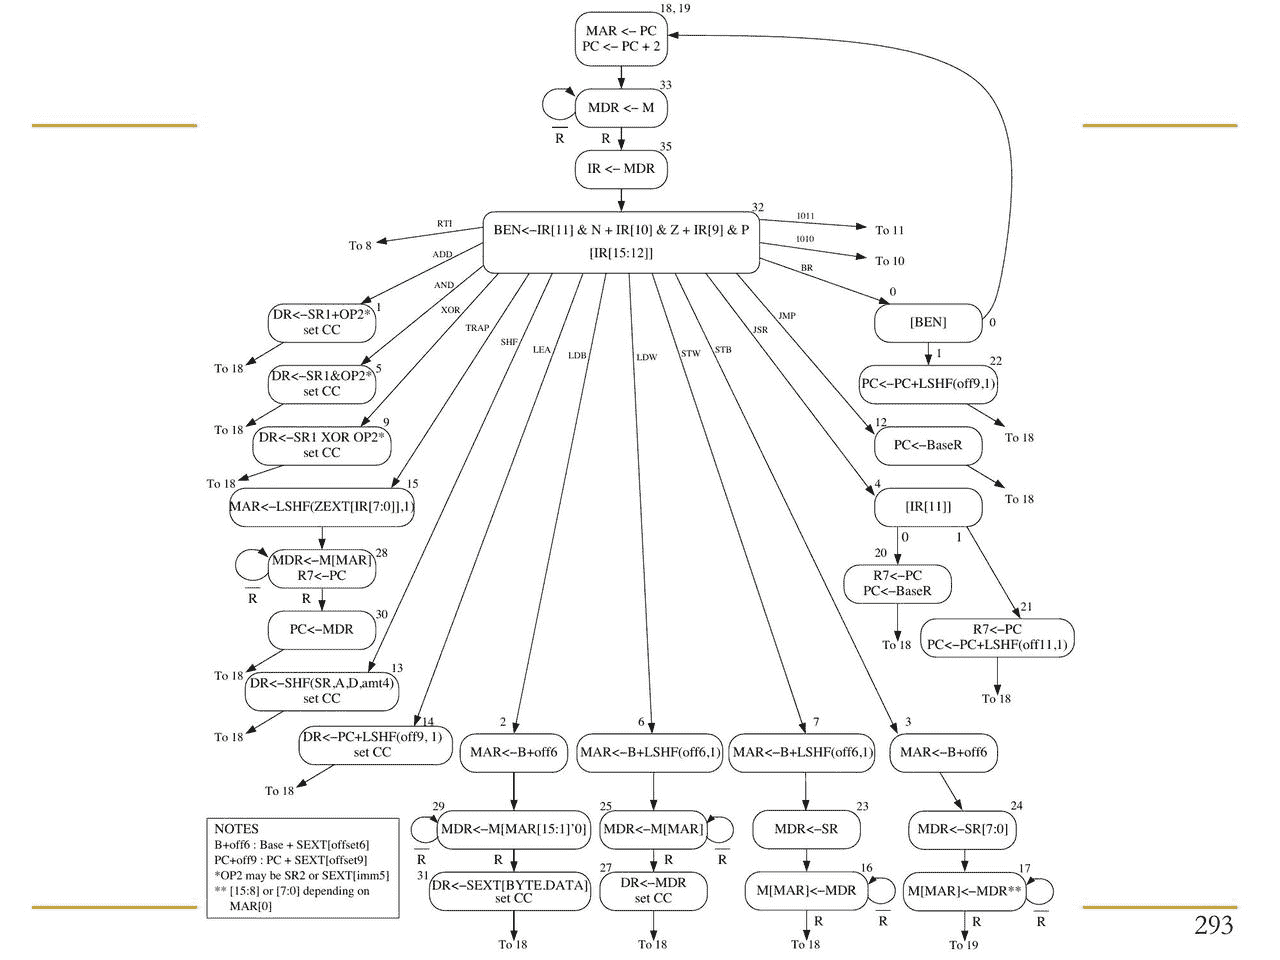 18, 19
MAR <– PC
PC <– PC + 2
33
MDR <– M
R
R
35
IR <– MDR
32
BEN<–IR[11] & N + IR[10] & Z + IR[9] & P
[IR[15:12]]
RTI
To 8
1011
To 11
1010
To 10
ADD
AND
XOR
TRAP
SHF
LEA
LDB
LDW
STW
STB
JSR
JMP
BR
1
DR<–SR1+OP2*
set CC
To 18
5
DR<–SR1&OP2*
set CC
To 18
9
DR<–SR1 XOR OP2*
set CC
To 18
15
MAR<–LSHF(ZEXT[IR[7:0]],1)
28
MDR<–M[MAR]
R7<–PC
R
R
30
PC<–MDR
To 18
13
DR<–SHF(SR,A,D,amt4)
set CC
To 18
14
DR<–PC+LSHF(off9, 1)
set CC
To 18
0
[BEN]
0
1
22
PC<–PC+LSHF(off9,1)
To 18
12
PC<–BaseR
To 18
4
[IR[11]]
0
1
20
R7<–PC
PC<–BaseR
To 18
21
R7<–PC
PC<–PC+LSHF(off11,1)
To 18
2
MAR<–B+off6
6
MAR<–B+LSHF(off6,1)
7
MAR<–B+LSHF(off6,1)
3
MAR<–B+off6
29
MDR<–M[MAR[15:1]'0]
R
R
25
MDR<–M[MAR]
R
R
23
MDR<–SR
24
MDR<–SR[7:0]
31
DR<–SEXT[BYTE.DATA]
set CC
To 18
27
DR<–MDR
set CC
To 18
16
M[MAR]<–MDR
R
R
To 18
17
M[MAR]<–MDR**
R
R
To 19
NOTES
B+off6 : Base + SEXT[offset6]
PC+off9 : PC + SEXT[offset9]
*OP2 may be SR2 or SEXT[imm5]
** [15:8] or [7:0] depending on
MAR[0]
293